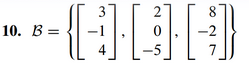 10. B = { [3 -1 4], [2 0 -5], [8 -2 7] }